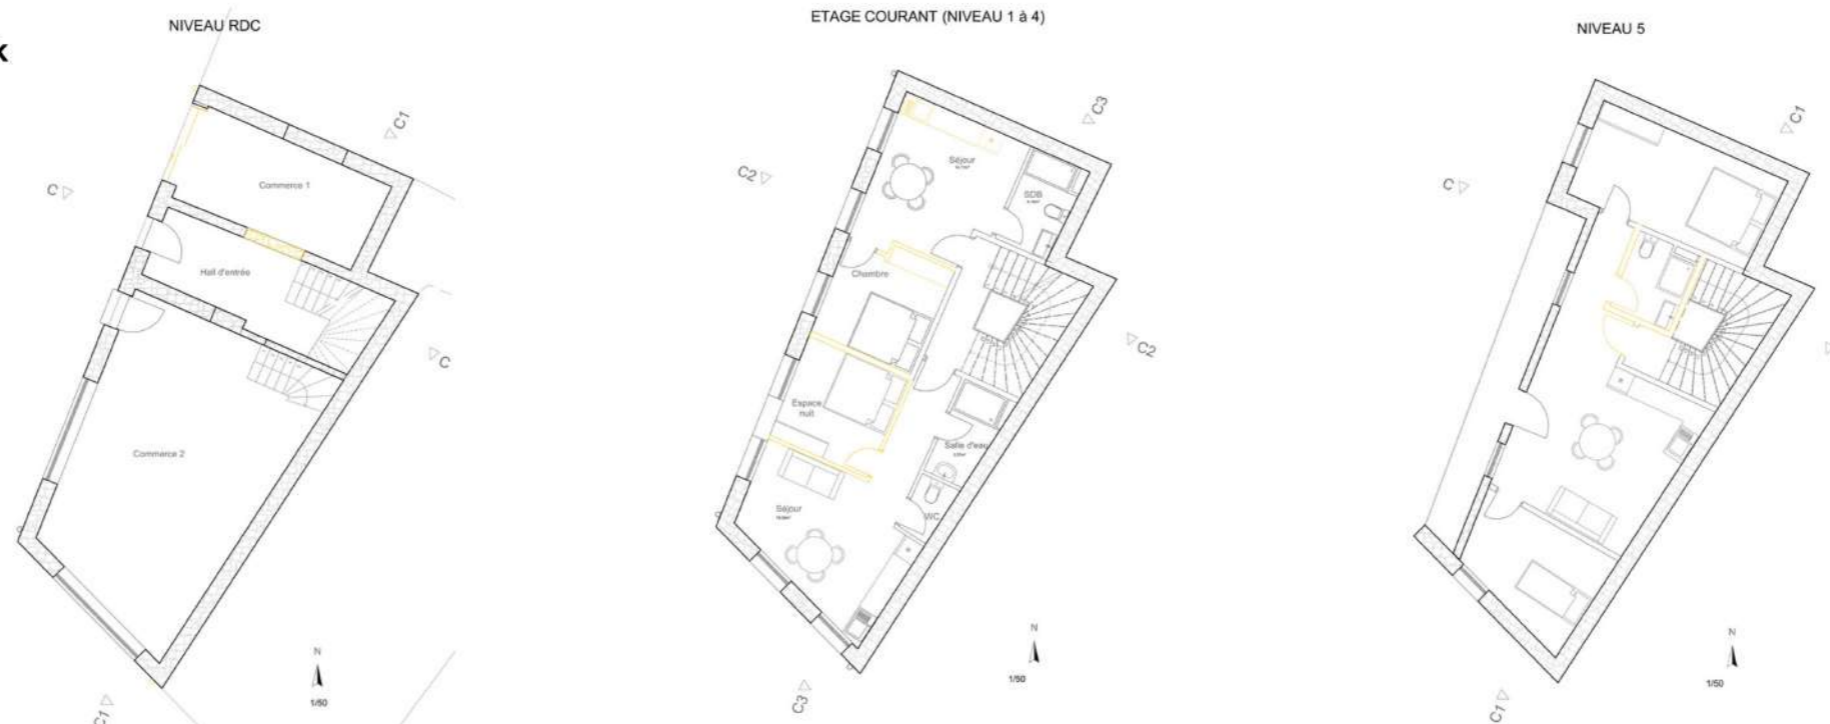 NIVEAU RDC
k
C1
Commerce 1
C
Hall d'entrée
C
Commerce 2
N
1/50
C1
ETAGE COURANT (NIVEAU 1 à 4)
C3
C2
Séjour
SDB
Chambre
C2
Espace
nuit
Salle d'eau
Séjour
WC
N
1/50
C3
NIVEAU 5
C1
C
N
1/50
C1